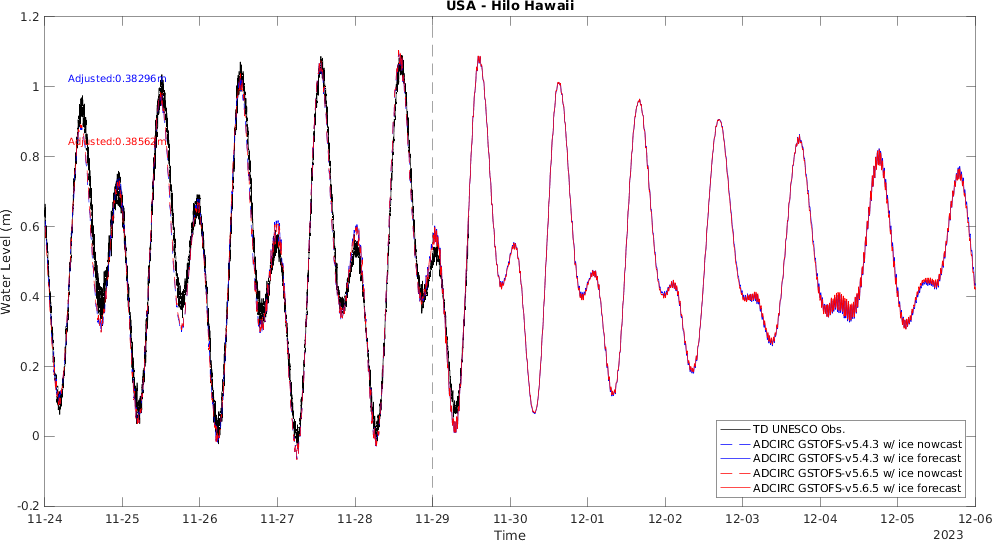 USA - Hilo Hawaii
1.2
1
0.8
0.6
0.4
0.2
0
-0.2
Water Level (m)
Adjusted:0.38296m
Adjusted:0.38562m
TD UNESCO Obs.
ADCIRC GSTOFS-v5.4.3 w/ ice nowcast
ADCIRC GSTOFS-v5.4.3 w/ ice forecast
ADCIRC GSTOFS-v5.6.5 w/ ice nowcast
ADCIRC GSTOFS-v5.6.5 w/ ice forecast
11-24 11-25 11-26 11-27 11-28 11-29 11-30 12-01 12-02 12-03 12-04 12-05 12-06
Time
2023